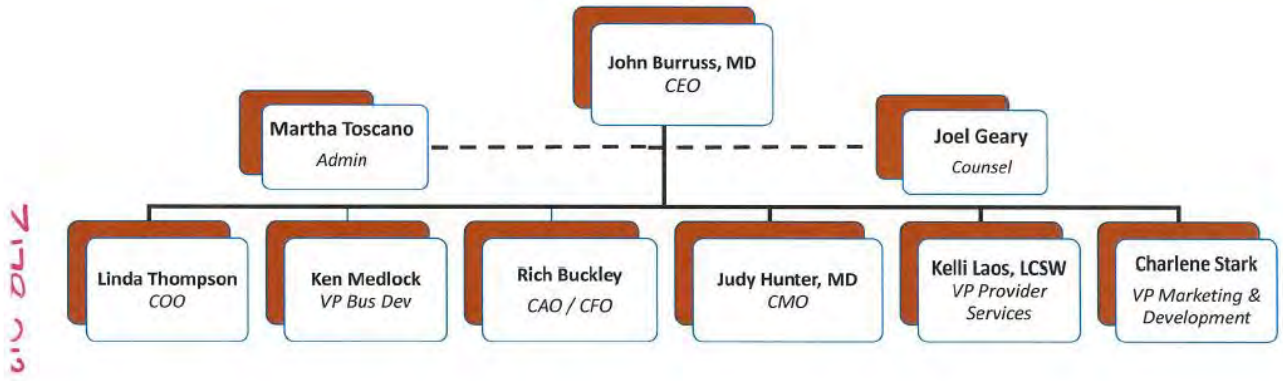 John Burruss, MD
CEO
Martha Toscano
Admin
Joel Geary
Counsel
Linda Thompson
COO
Ken Medlock
VP Bus Dev
Rich Buckley
CAO / CFO
Judy Hunter, MD
CMO
Kelli Laos, LCSW
VP Provider
Services
Charlene Stark
VP Marketing &
Development